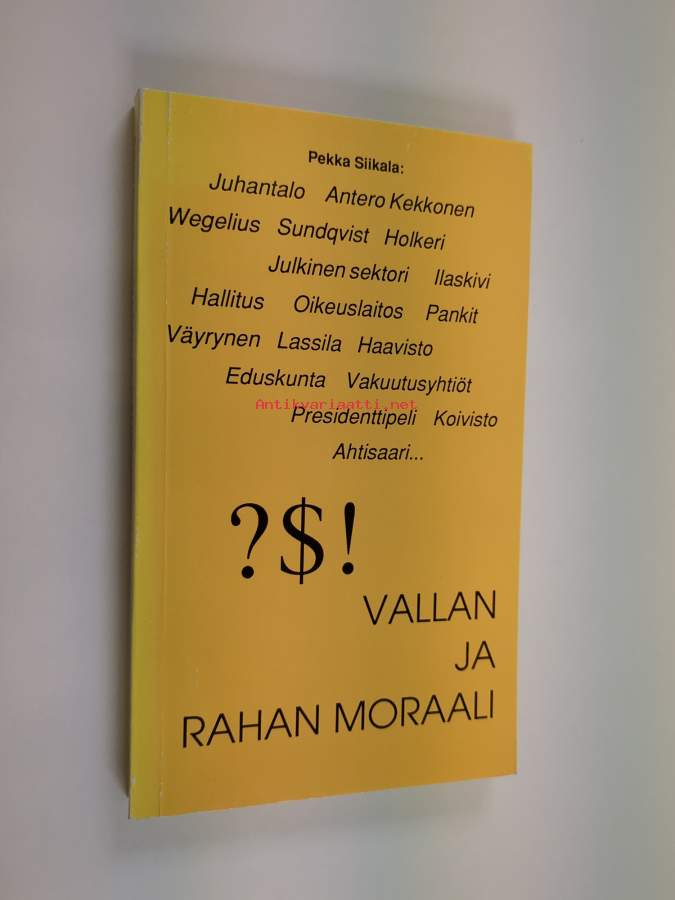 Pekka Siikala:
Juhantalo Antero Kekkonen
Wegelius Sundqvist Holkeri
Julkinen sektori Ilaskivi
Hallitus Oikeuslaitos Pankit
Väyrynen Lassila Haavisto
Eduskunta Vakuutusyhtiöt
Antikvariaatti.net
Presidenttipeli Koivisto
Ahtisaari...
?$!
VALLAN
JA
RAHAN MORAALI